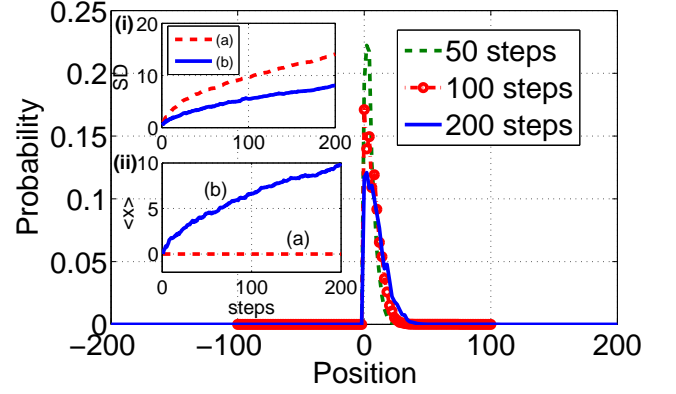 (i)
SD
20
10
0
0
100
200
(a)
(b)
(ii)
<x>
10
5
0
0
100
200
(b)
(a)
steps
Probability
0.25
0.2
0.15
0.1
0.05
0
50 steps
100 steps
200 steps
−200
−100
0
100
200
Position